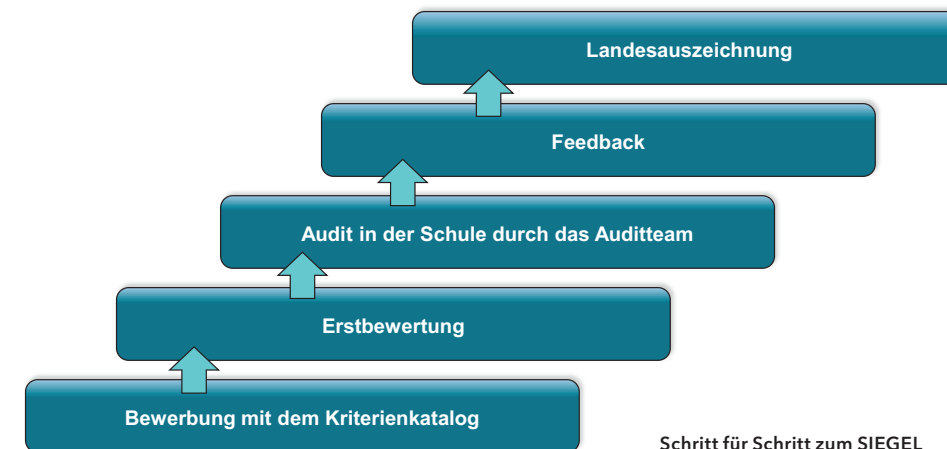 Landesauszeichnung
Feedback
Audit in der Schule durch das Auditteam
Erstbewertung
Bewerbung mit dem Kriterienkatalog
Schritt für Schritt zum SIEGEL